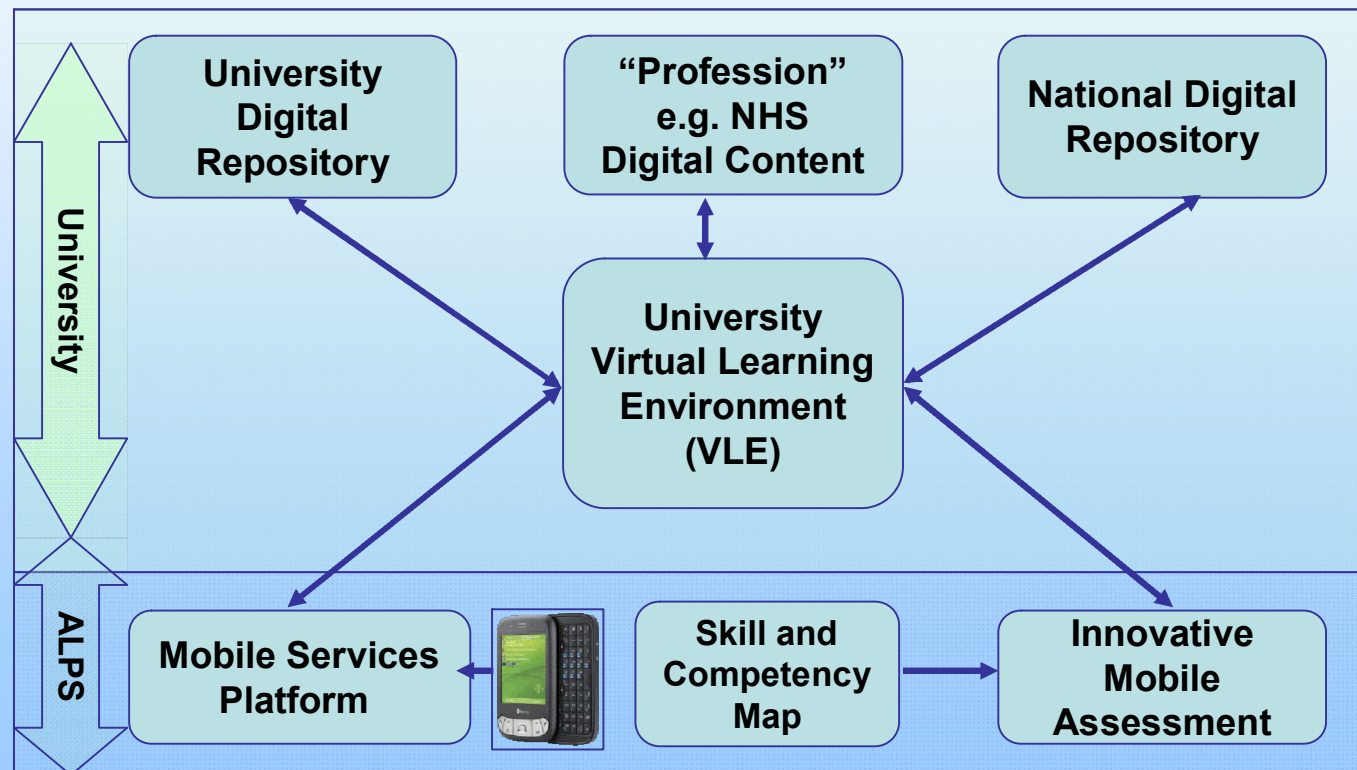 University
Digital
Repository
“Profession”
e.g. NHS
Digital Content
National Digital
Repository
University
University
Virtual Learning
Environment
(VLE)
ALPS
Mobile Services
Platform
Skill and
Competency
Map
Innovative
Mobile
Assessment